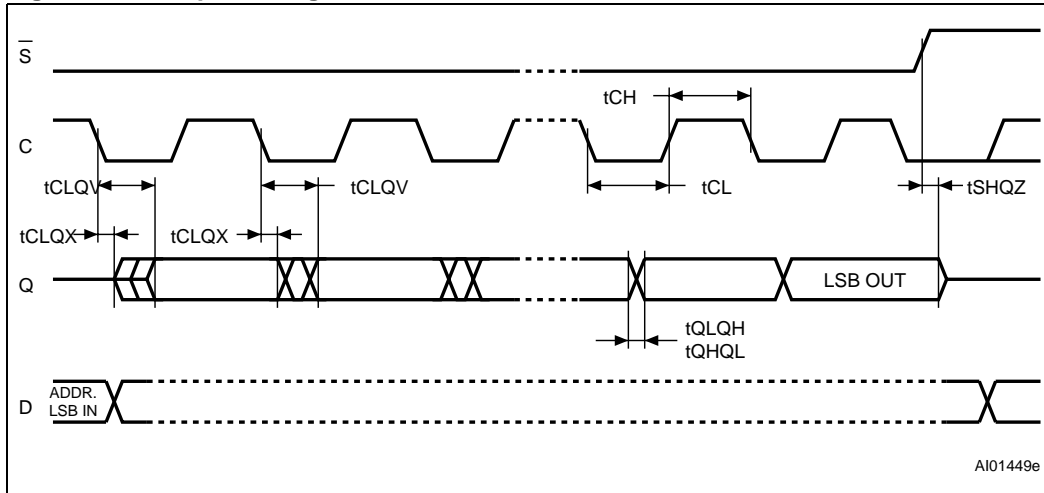 S
tCH
C
tCLQV
tCLQV
tCL
tSHQZ
tCLQX
tCLQX
Q
LSB OUT
tQLQH
tQHQL
D
ADDR.
LSB IN
AI01449e